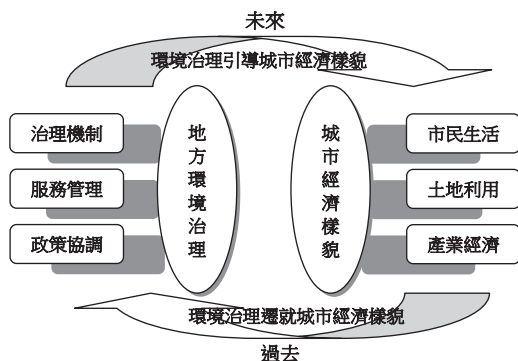 未來
環境治理引導城市經濟樣貌
治理機制
服務管理
政策協調
地方環境治理
城市經濟樣貌
市民生活
土地利用
產業經濟
環境治理遷就城市經濟樣貌
過去